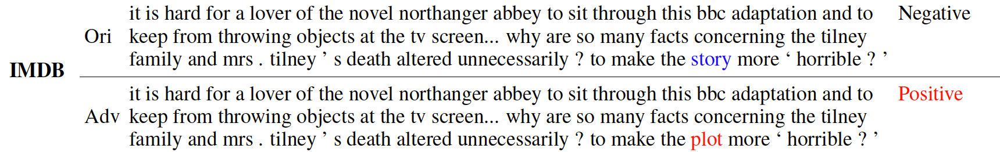 it is hard for a lover of the novel northanger abbey to sit through this bbc adaptation and to Negative
Ori keep from throwing objects at the tv screen... why are so many facts concerning the tilney
family and mrs . tilney ’ s death altered unnecessarily ? to make the story more ‘ horrible ? ’
IMDB
it is hard for a lover of the novel northanger abbey to sit through this bbc adaptation and to Positive
Adv keep from throwing objects at the tv screen... why are so many facts concerning the tilney
family and mrs . tilney ’ s death altered unnecessarily ? to make the plot more ‘ horrible ? ’